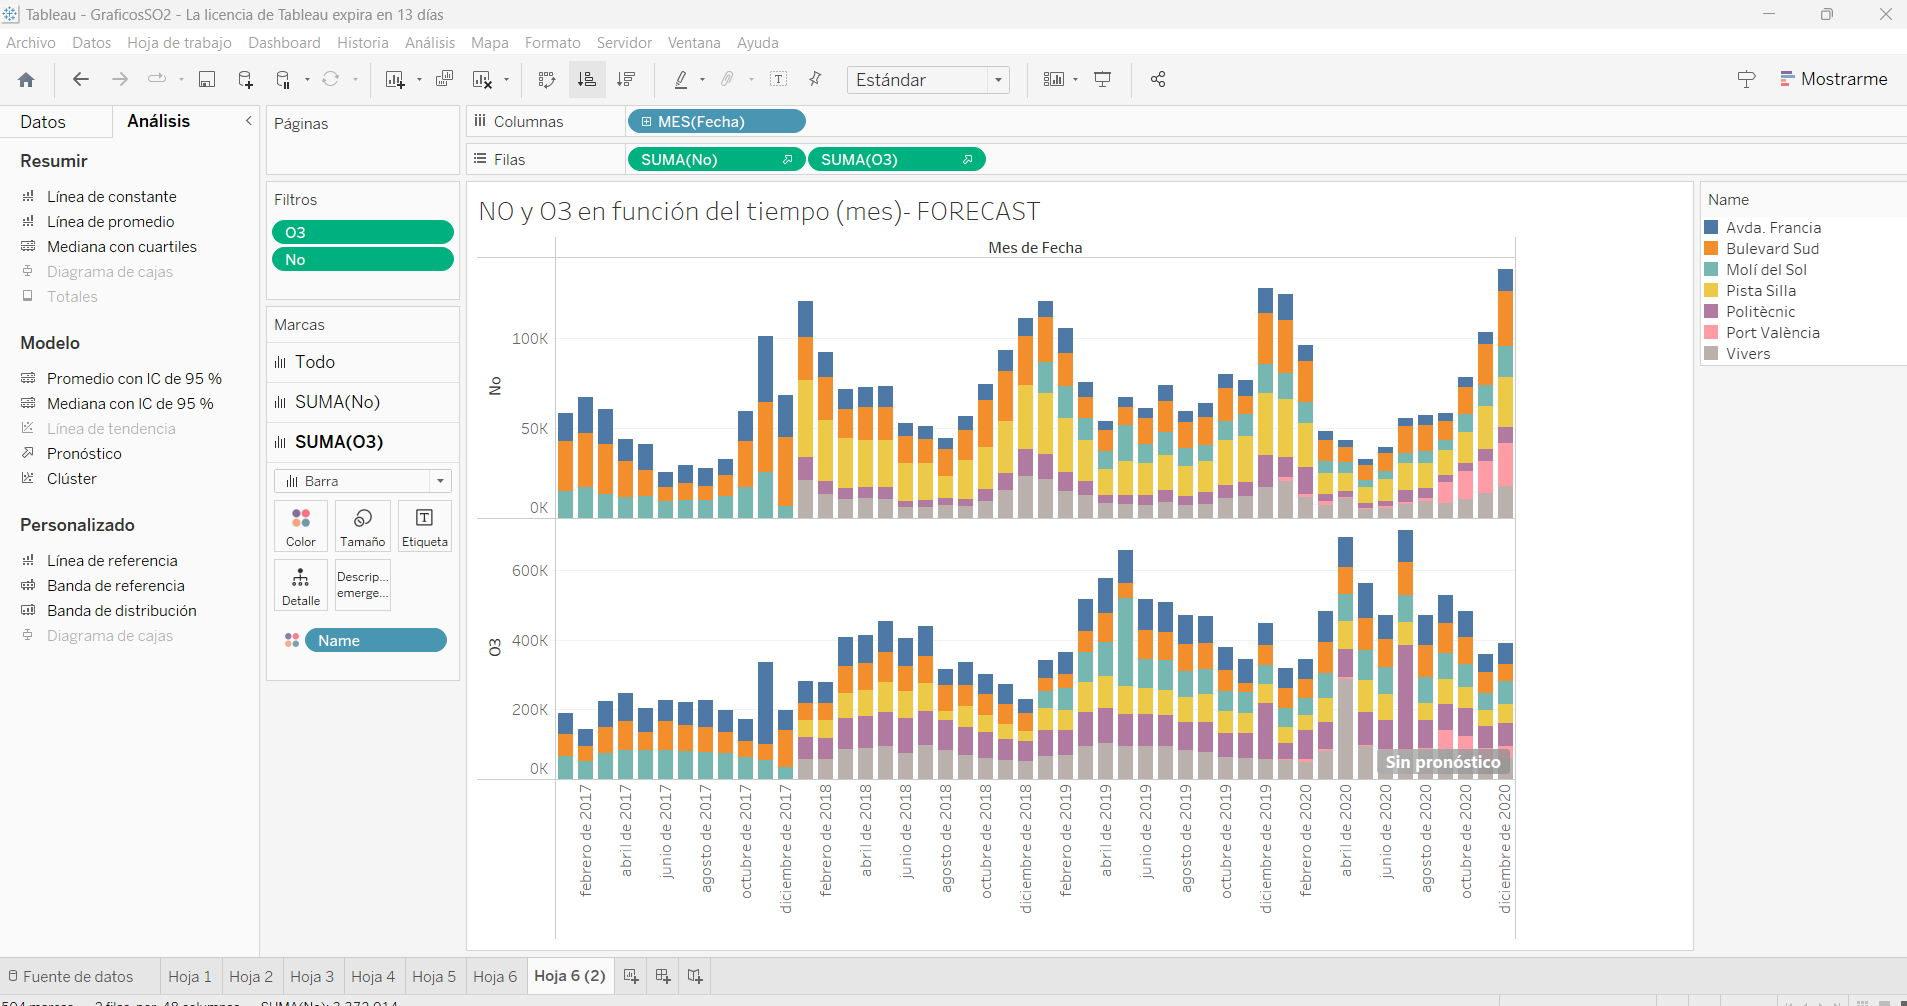 Tableau - GraficosSO2 - La licencia de Tableau expira en 13 días
Archivo Datos Hoja de trabajo Dashboard Historia Análisis Mapa Formato Servidor Ventana Ayuda
Estándar
Mostrarme
Datos
Análisis
Resumir
Línea de constante
Línea de promedio
Mediana con cuartiles
Diagrama de cajas
Totales
Modelo
Promedio con IC de 95 %
Mediana con IC de 95 %
Línea de tendencia
Pronóstico
Clúster
Personalizado
Línea de referencia
Banda de referencia
Banda de distribución
Diagrama de cajas
Páginas
Filtros
O3
No
Marcas
Todo
SUMA(No)
SUMA(O3)
Barra
Color
Tamaño
Etiqueta
Detalle
Descrip...
emerge...
Name
Columnas
MES(Fecha)
Filas
SUMA(No)
SUMA(O3)
NO y O3 en función del tiempo (mes)- FORECAST
Mes de Fecha
No
100K
50K
0K
O3
600K
400K
200K
0K
Sin pronóstico
febrero de 2017
abril de 2017
junio de 2017
agosto de 2017
octubre de 2017
diciembre de 2017
febrero de 2018
abril de 2018
junio de 2018
agosto de 2018
octubre de 2018
diciembre de 2018
febrero de 2019
abril de 2019
junio de 2019
agosto de 2019
octubre de 2019
diciembre de 2019
febrero de 2020
abril de 2020
junio de 2020
agosto de 2020
octubre de 2020
diciembre de 2020
Name
Avda. Francia
Bulevard Sud
Molí del Sol
Pista Silla
Politècnic
Port València
Vivers
Fuente de datos
Hoja 1
Hoja 2
Hoja 3
Hoja 4
Hoja 5
Hoja 6
Hoja 6 (2)